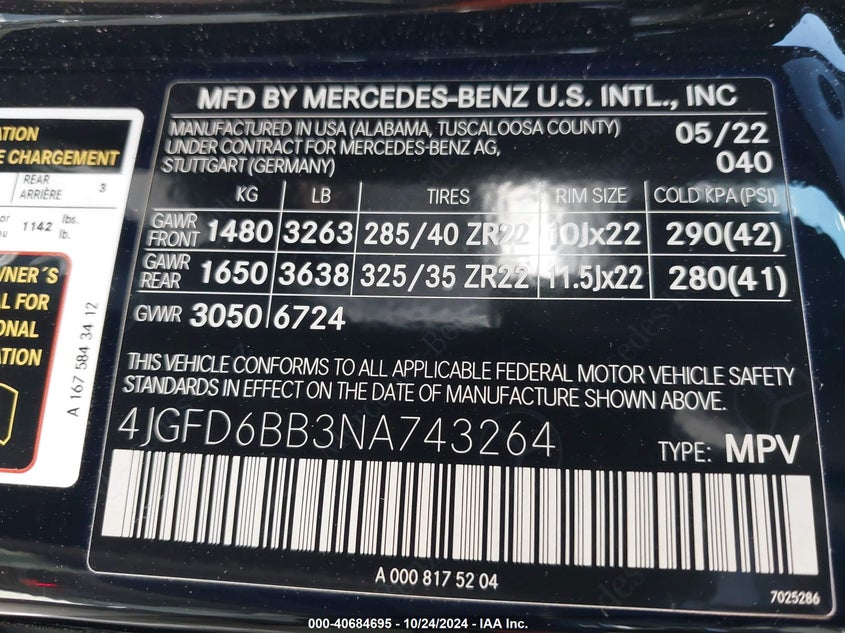 MFD BY MERCEDES-BENZ U.S. INTL., INC
MANUFACTURED IN USA (ALABAMA, TUSCALOOSA COUNTY)
UNDER CONTRACT FOR MERCEDES-BENZ AG,
STUTTGART (GERMANY)
05/22
040
KG LB TIRES RIM SIZE COLD KPA (PSI)
GAWR FRONT 1480 3263 285/40 ZR22 10Jx22 290(42)
GAWR REAR 1650 3638 325/35 ZR22 11.5Jx22 280(41)
GVWR 3050 6724
THIS VEHICLE CONFORMS TO ALL APPLICABLE FEDERAL MOTOR VEHICLE SAFETY
STANDARDS IN EFFECT ON THE DATE OF MANUFACTURE SHOWN ABOVE.
4JGFD6BB3NA743264
TYPE: MPV
A 000 817 52 04
7025286
CHARGEMENT
REAR
ARRIÈRE
3
1142 lbs.
lb.
FOR
A 167 584 34 12
000-40684695 - 10/24/2024 - IAA Inc.